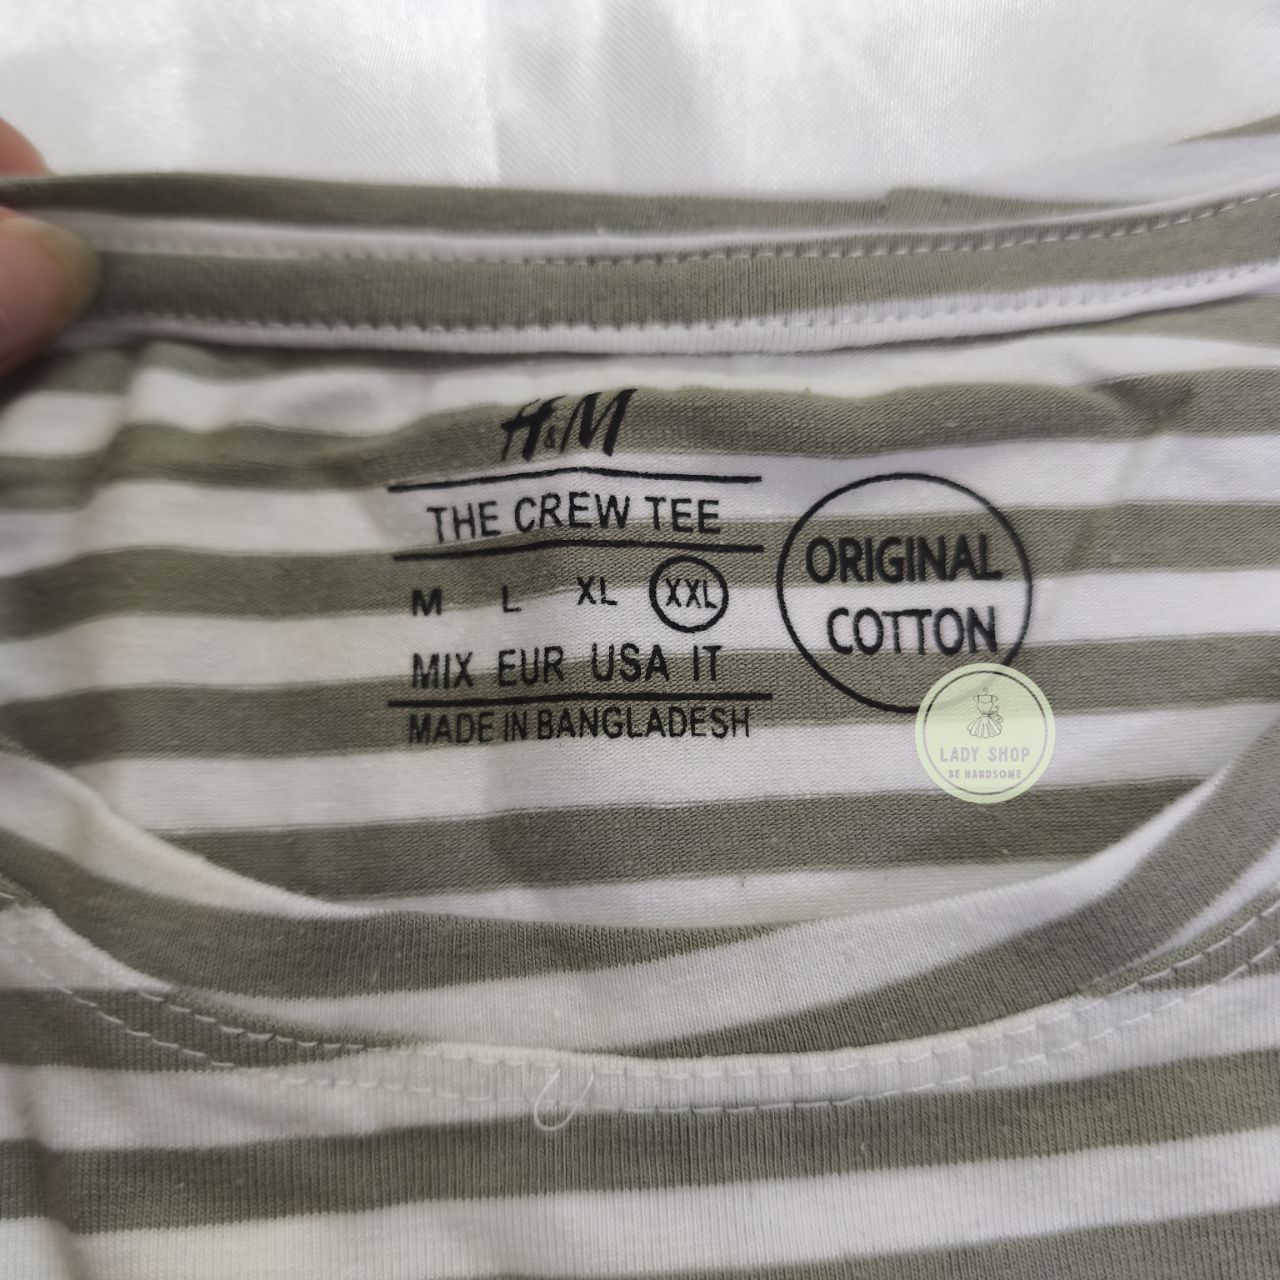 H&M
THE CREW TEE
M L XL XXL
MIX EUR USA IT
MADE IN BANGLADESH
ORIGINAL
COTTON
LADY SHOP
BE HANDSOME